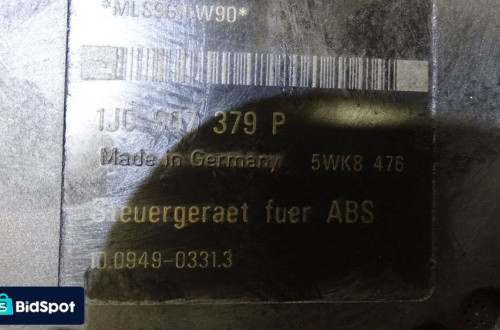 1J0 907 379 P
Made in Germany 5WK8 476
Steuergeraet fuer ABS
10.0949-0331.3
BidSpot